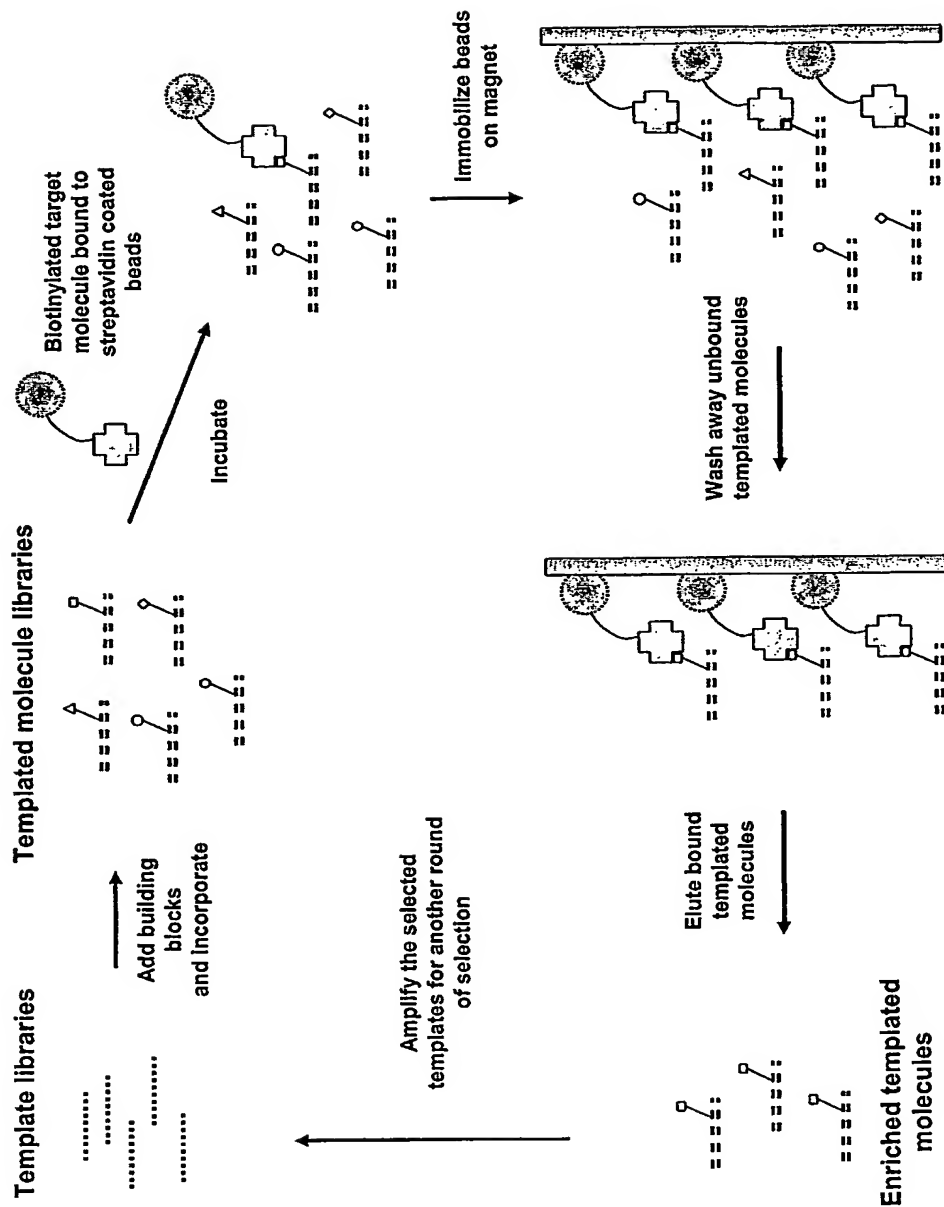 Template libraries
Add building
blocks
and incorporate
Templated molecule libraries
Biotinylated target
molecule bound to
streptavidin coated
beads
Incubate
Immobilize beads
on magnet
Wash away unbound
templated molecules
Elute bound
templated
molecules
Enriched templated
molecules
Amplify the selected
templates for another round
of selection